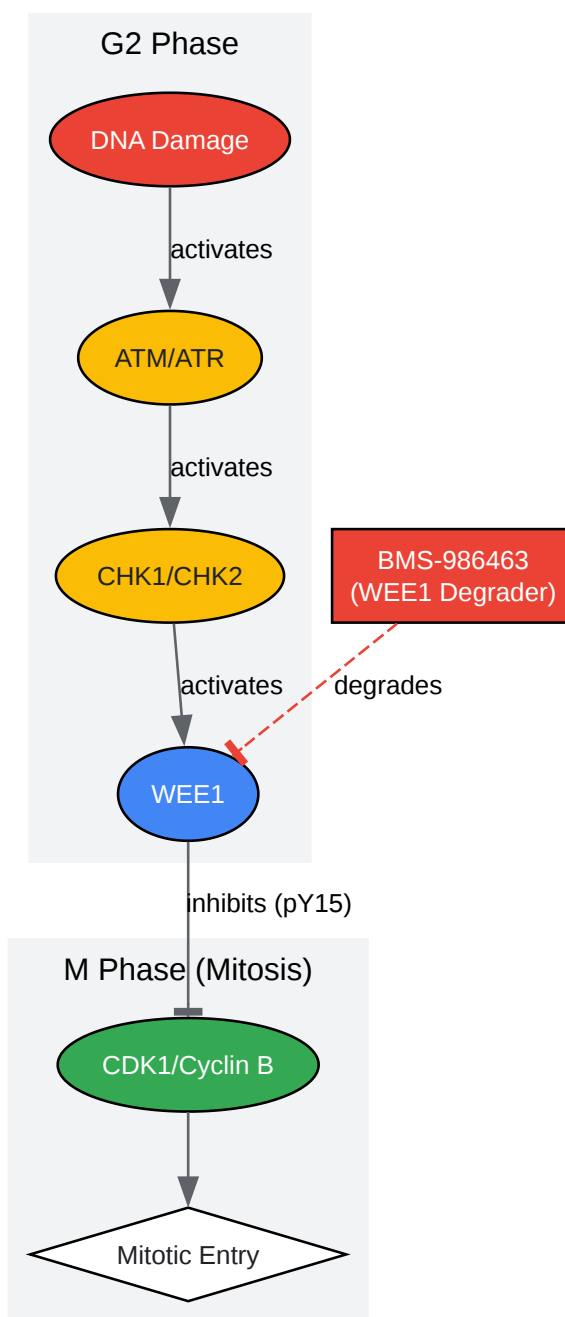 G2 Phase
DNA Damage
activates
ATM/ATR
activates
CHK1/CHK2
BMS-986463
(WEE1 Degrader)
activates
degrades
WEE1
inhibits (pY15)
M Phase (Mitosis)
CDK1/Cyclin B
Mitotic Entry